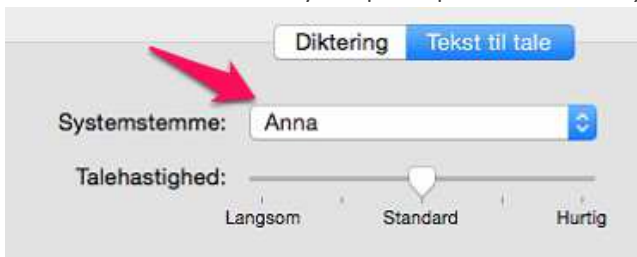 Diktering Tekst til tale
Systemstemme: Anna
Talehastighed:
Langsom Standard Hurtig